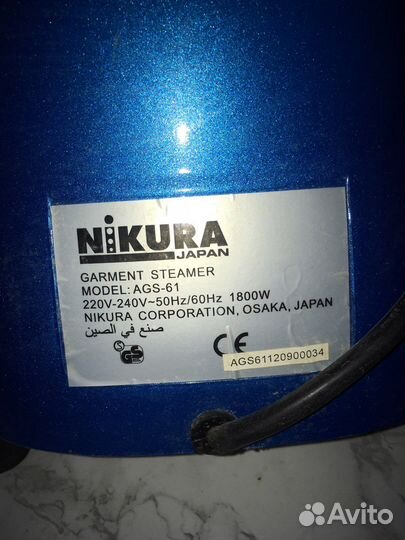 NIKURA
JAPAN
GARMENT STEAMER
MODEL: AGS-61
220V-240V~50Hz/60Hz 1800W
NIKURA CORPORATION, OSAKA, JAPAN
صنع في الصين
S GS CE
AGS61120900034
Avito